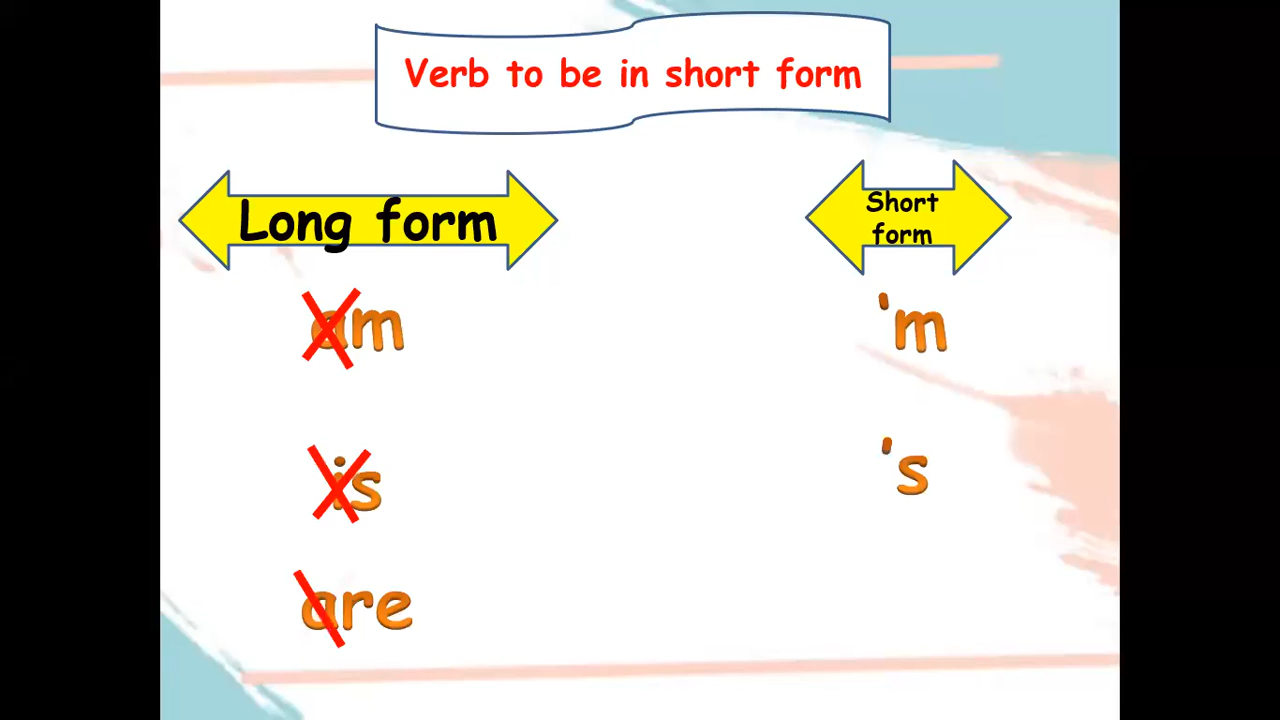 Verb to be in short form
Long form
Short
form
am
'm
is
's
are